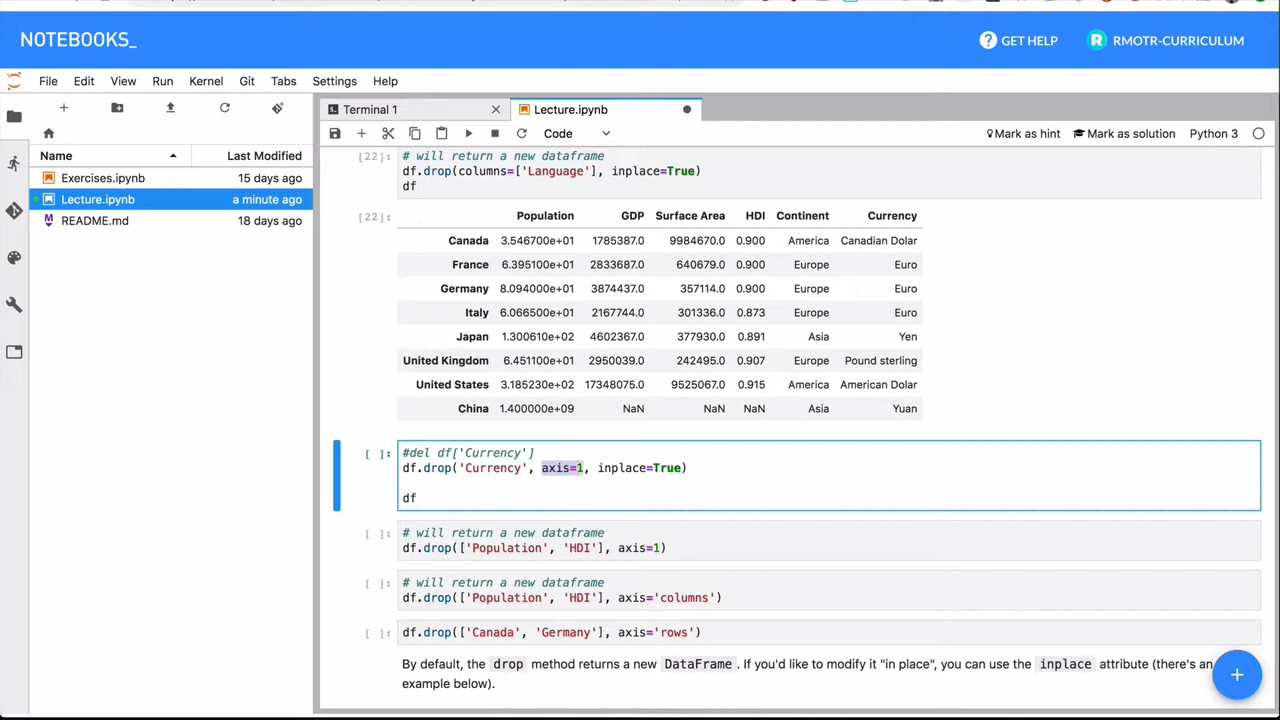 NOTEBOOKS_
? GET HELP
R RMOTR-CURRICULUM
File Edit View Run Kernel Git Tabs Settings Help
Name Last Modified
Exercises.ipynb 15 days ago
Lecture.ipynb a minute ago
README.md 18 days ago
Terminal 1
Lecture.ipynb
Code
Mark as hint
Mark as solution
Python 3
[22]: # will return a new dataframe
df.drop(columns=['Language'], inplace=True)
df
[22]: Population GDP Surface Area HDI Continent Currency
Canada 3.546700e+01 1785387.0 9984670.0 0.900 America Canadian Dolar
France 6.395100e+01 2833687.0 640679.0 0.900 Europe Euro
Germany 8.094000e+01 3874437.0 357114.0 0.900 Europe Euro
Italy 6.066500e+01 2167744.0 301336.0 0.873 Europe Euro
Japan 1.300610e+02 4602367.0 377930.0 0.891 Asia Yen
United Kingdom 6.451100e+01 2950039.0 242495.0 0.907 Europe Pound sterling
United States 3.185230e+02 17348075.0 9525067.0 0.915 America American Dolar
China 1.400000e+09 NaN NaN NaN Asia Yuan
[ ]: #del df['Currency']
df.drop('Currency', axis=1, inplace=True)
df
[ ]: # will return a new dataframe
df.drop(['Population', 'HDI'], axis=1)
[ ]: # will return a new dataframe
df.drop(['Population', 'HDI'], axis='columns')
[ ]: df.drop(['Canada', 'Germany'], axis='rows')
By default, the drop method returns a new DataFrame. If you'd like to modify it "in place", you can use the inplace attribute (there's an
example below).